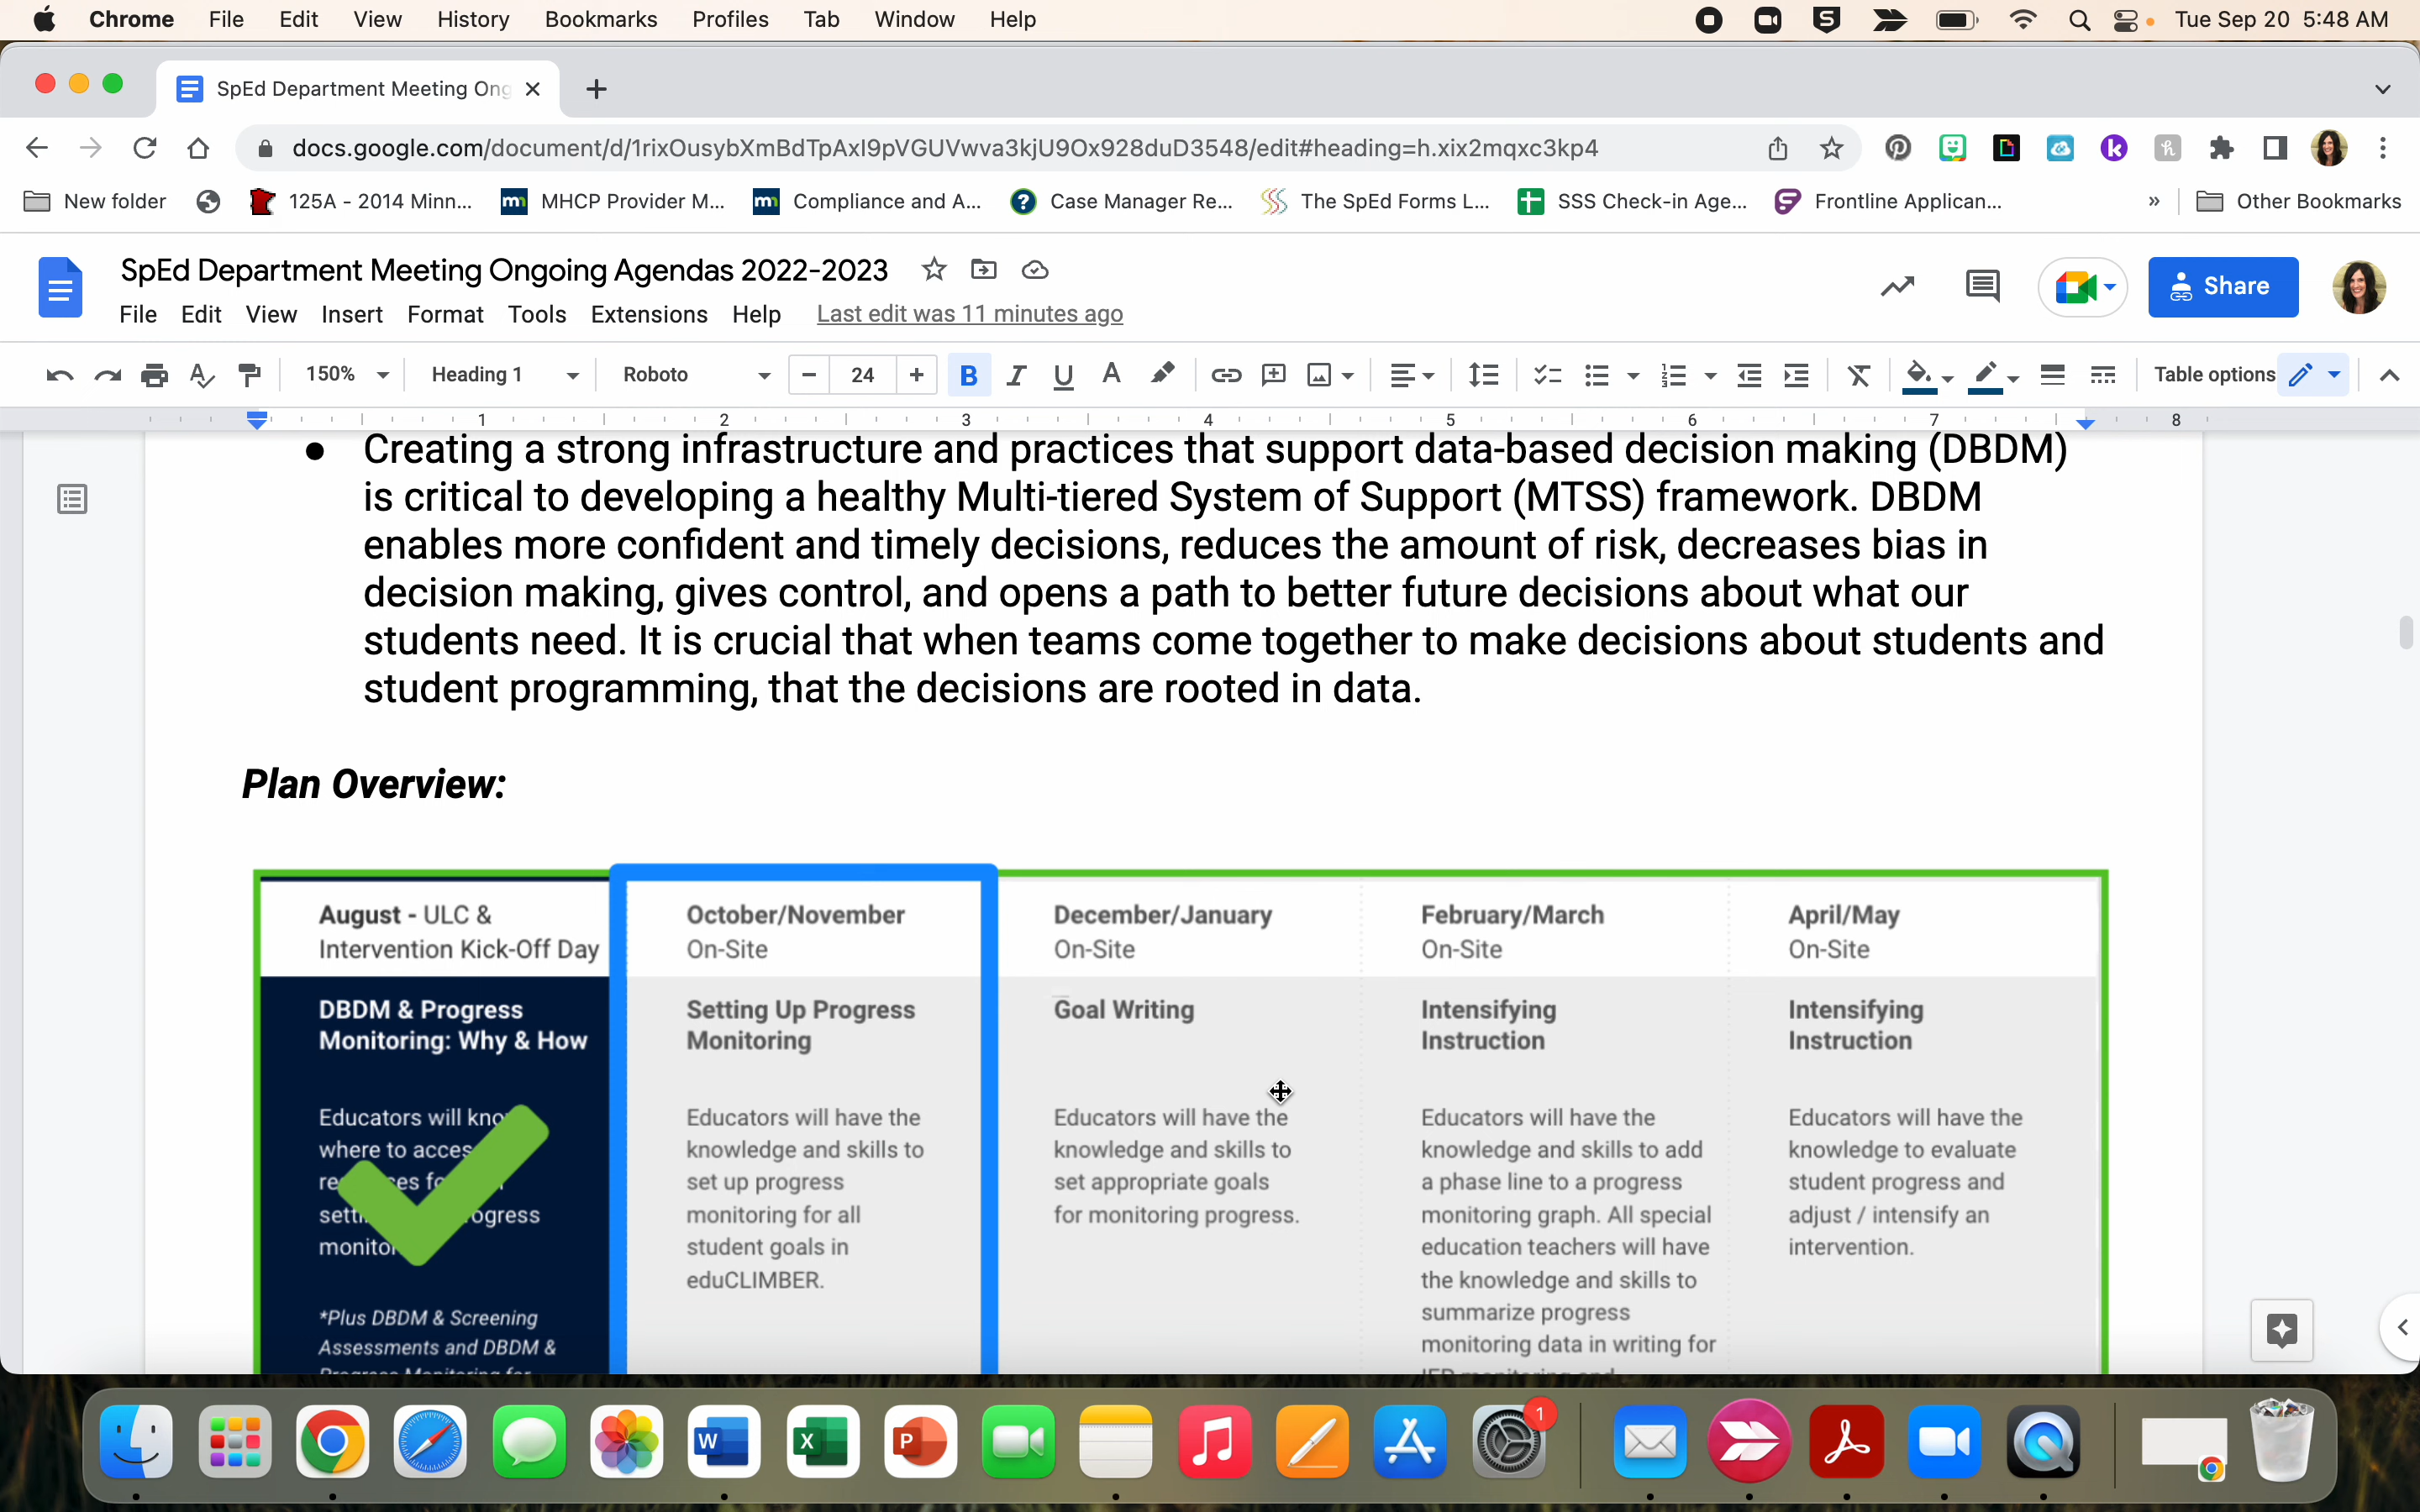 Chrome File Edit View History Bookmarks Profiles Tab Window Help Tue Sep 20 5:48 AM
SpEd Department Meeting Ong
docs.google.com/document/d/1rixOusybXmBdTpAxI9pVGUVwva3kjU9Ox928duD3548/edit#heading=h.xix2mqxc3kp4
New folder 125A - 2014 Minn... MHCP Provider M... Compliance and A... Case Manager Re... The SpEd Forms L... SSS Check-in Age... Frontline Applican... » Other Bookmarks
SpEd Department Meeting Ongoing Agendas 2022-2023
Share
File Edit View Insert Format Tools Extensions Help Last edit was 11 minutes ago
150% Heading 1 Roboto 24 B I U A Table options
1 2 3 4 5 6 7 8
● Creating a strong infrastructure and practices that support data-based decision making (DBDM)
is critical to developing a healthy Multi-tiered System of Support (MTSS) framework. DBDM
enables more confident and timely decisions, reduces the amount of risk, decreases bias in
decision making, gives control, and opens a path to better future decisions about what our
students need. It is crucial that when teams come together to make decisions about students and
student programming, that the decisions are rooted in data.
Plan Overview:
August - ULC &
Intervention Kick-Off Day
DBDM & Progress
Monitoring: Why & How
Educators will
where to
monitor
*Plus DBDM & Screening
Assessments and DBDM &
October/November
On-Site
Setting Up Progress
Monitoring
Educators will have the
knowledge and skills to
set up progress
monitoring for all
student goals in
eduCLIMBER.
December/January
On-Site
Goal Writing
Educators will have the
knowledge and skills to
set appropriate goals
for monitoring progress.
February/March
On-Site
Intensifying
Instruction
Educators will have the
knowledge and skills to add
a phase line to a progress
monitoring graph. All special
education teachers will have
the knowledge and skills to
summarize progress
monitoring data in writing for
April/May
On-Site
Intensifying
Instruction
Educators will have the
knowledge to evaluate
student progress and
adjust / intensify an
intervention.
1